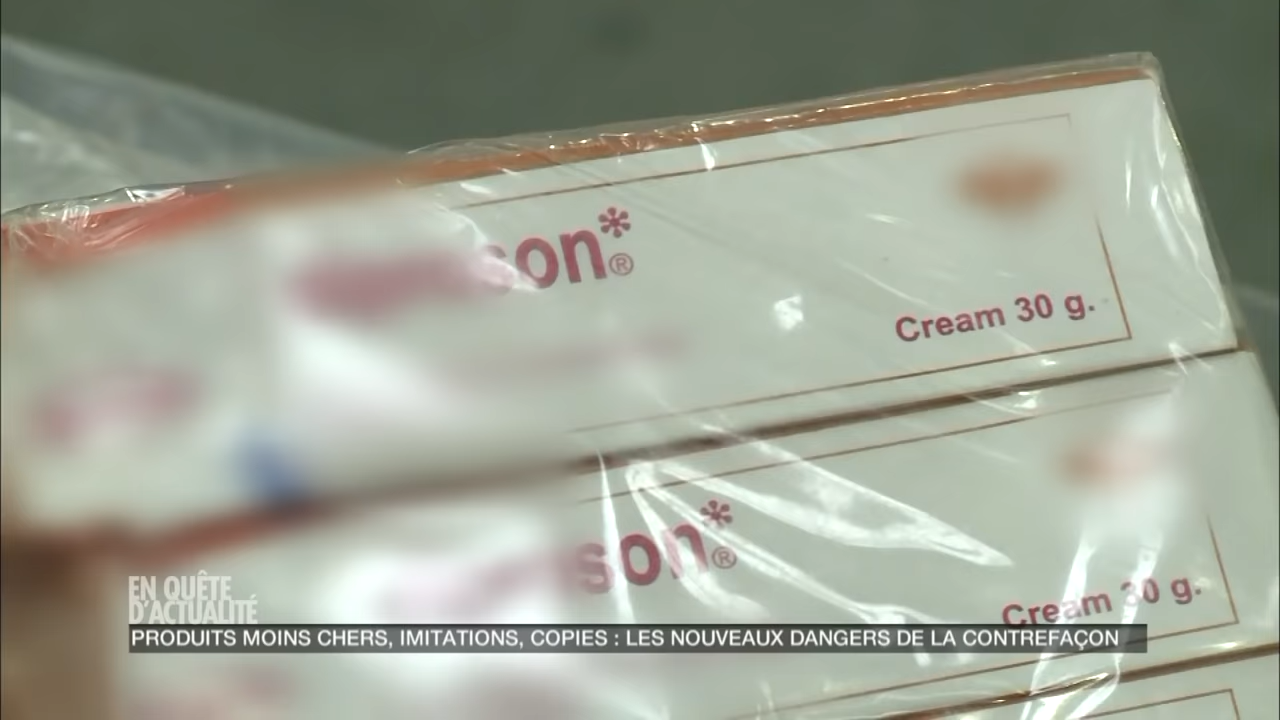 son*®
Cream 30 g.
son*®
Cream 30 g.
EN QUÊTE
D'ACTUALITÉ
PRODUITS MOINS CHERS, IMITATIONS, COPIES : LES NOUVEAUX DANGERS DE LA CONTREFAÇON